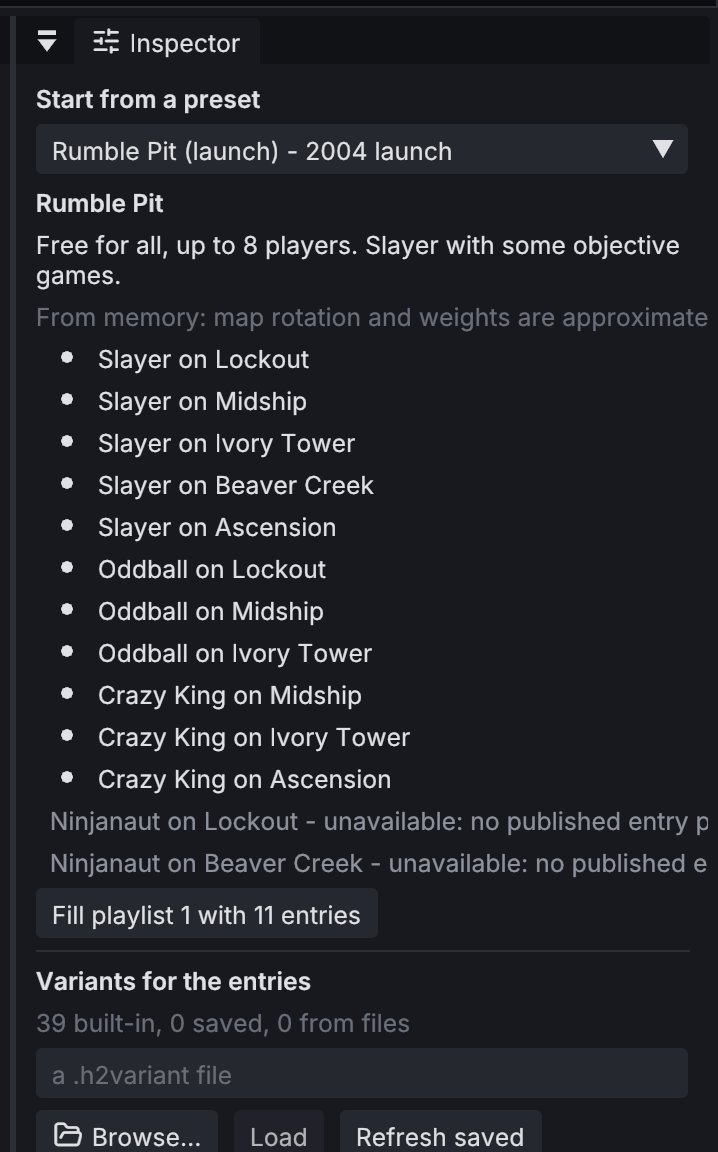 Inspector
Start from a preset
Rumble Pit (launch) - 2004 launch
Rumble Pit
Free for all, up to 8 players. Slayer with some objective
games.
From memory: map rotation and weights are approximate
Slayer on Lockout
Slayer on Midship
Slayer on Ivory Tower
Slayer on Beaver Creek
Slayer on Ascension
Oddball on Lockout
Oddball on Midship
Oddball on Ivory Tower
Crazy King on Midship
Crazy King on Ivory Tower
Crazy King on Ascension
Ninjanaut on Lockout - unavailable: no published entry p
Ninjanaut on Beaver Creek - unavailable: no published e
Fill playlist 1 with 11 entries
Variants for the entries
39 built-in, 0 saved, 0 from files
a .h2variant file
Browse... Load Refresh saved